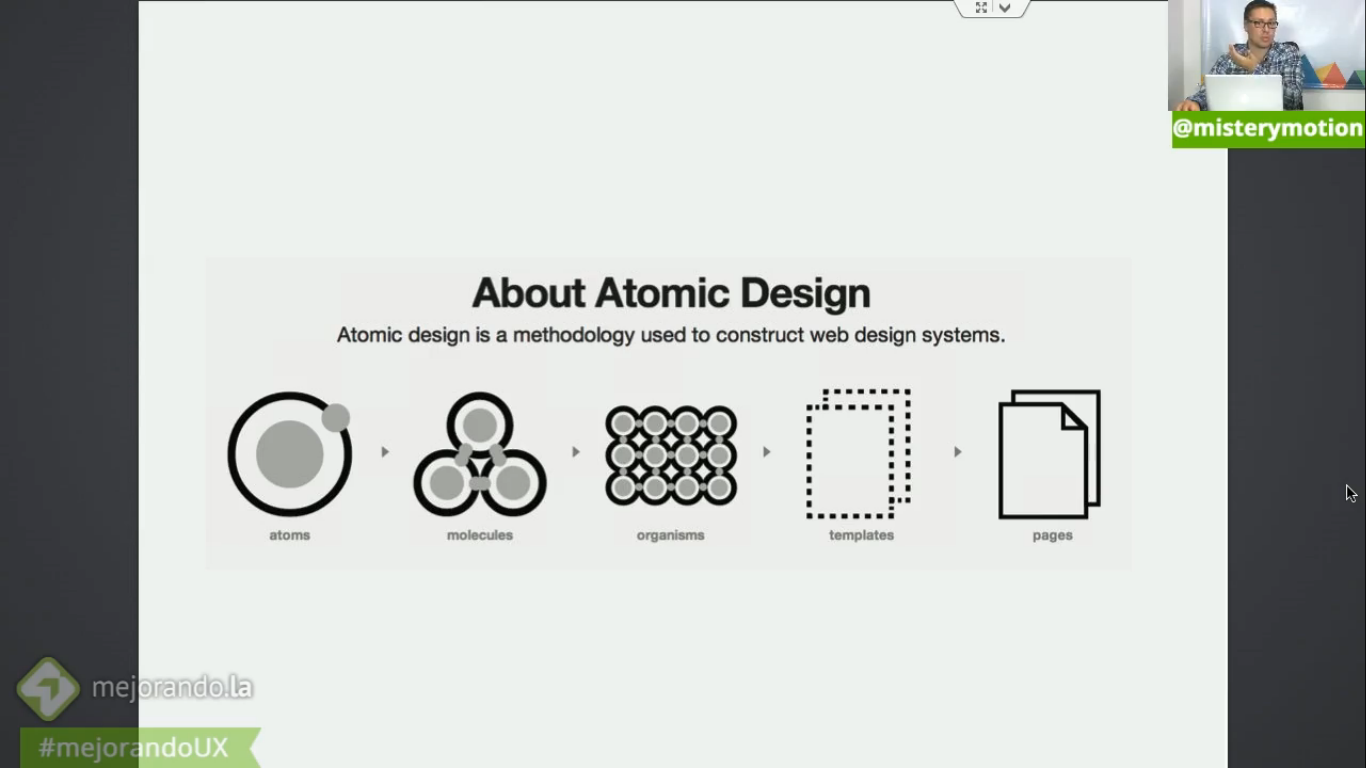 @misterymotion
About Atomic Design
Atomic design is a methodology used to construct web design systems.
atoms
molecules
organisms
templates
pages
mejorando.la
#mejorandoUX